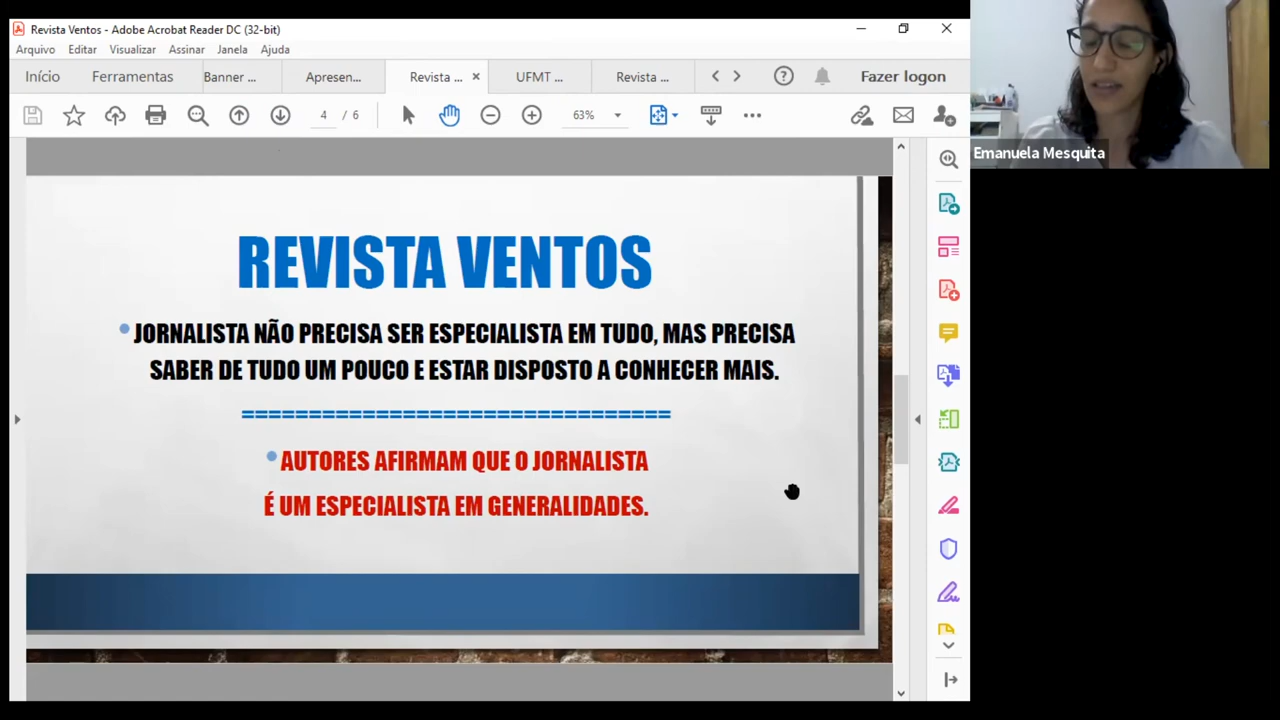 Revista Ventos - Adobe Acrobat Reader DC (32-bit)
Arquivo Editar Visualizar Assinar Janela Ajuda
Início Ferramentas Banner ... Apresen... Revista ... UFMT ... Revista ... Fazer logon
4 / 6 63%
Emanuela Mesquita
REVISTA VENTOS
JORNALISTA NÃO PRECISA SER ESPECIALISTA EM TUDO, MAS PRECISA
SABER DE TUDO UM POUCO E ESTAR DISPOSTO A CONHECER MAIS.
================================
AUTORES AFIRMAM QUE O JORNALISTA
É UM ESPECIALISTA EM GENERALIDADES.